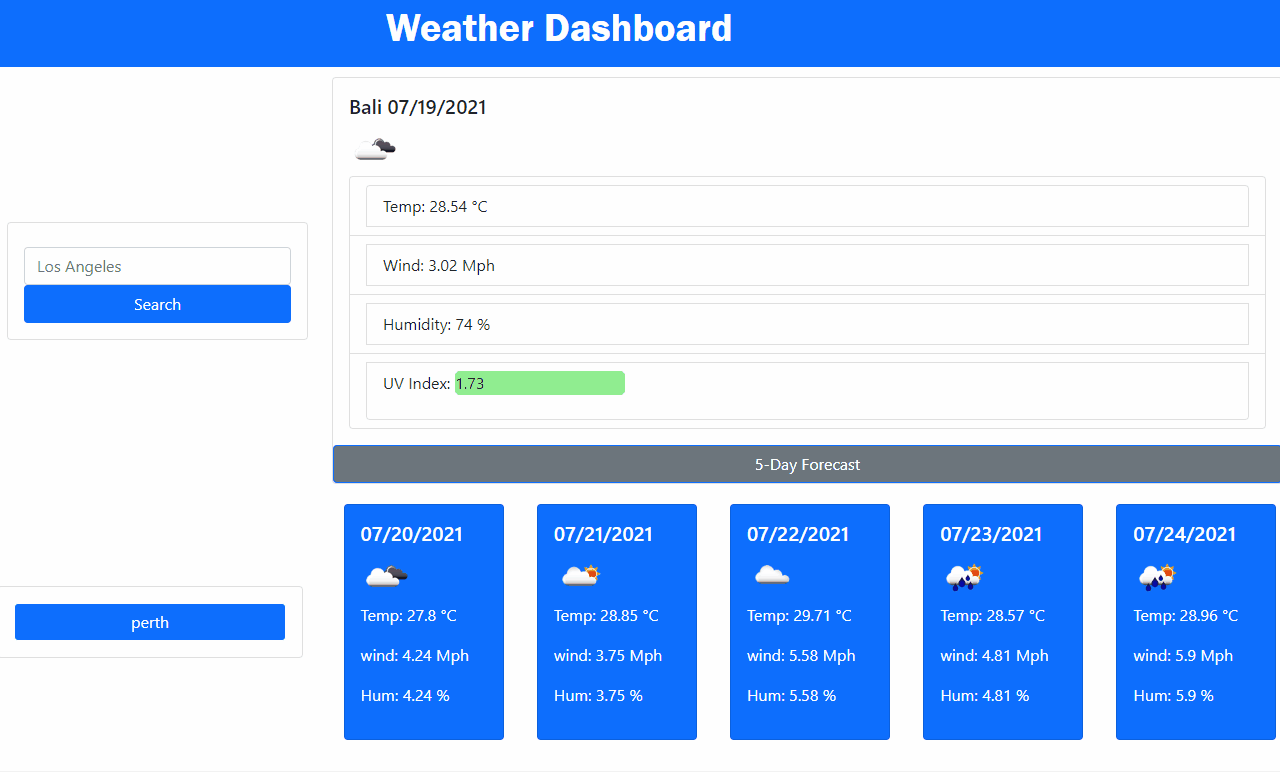 Weather Dashboard
Los Angeles
Search
perth
Bali 07/19/2021
Temp: 28.54 °C
Wind: 3.02 Mph
Humidity: 74 %
UV Index: 1.73
5-Day Forecast
07/20/2021
Temp: 27.8 °C
wind: 4.24 Mph
Hum: 4.24 %
07/21/2021
Temp: 28.85 °C
wind: 3.75 Mph
Hum: 3.75 %
07/22/2021
Temp: 29.71 °C
wind: 5.58 Mph
Hum: 5.58 %
07/23/2021
Temp: 28.57 °C
wind: 4.81 Mph
Hum: 4.81 %
07/24/2021
Temp: 28.96 °C
wind: 5.9 Mph
Hum: 5.9 %